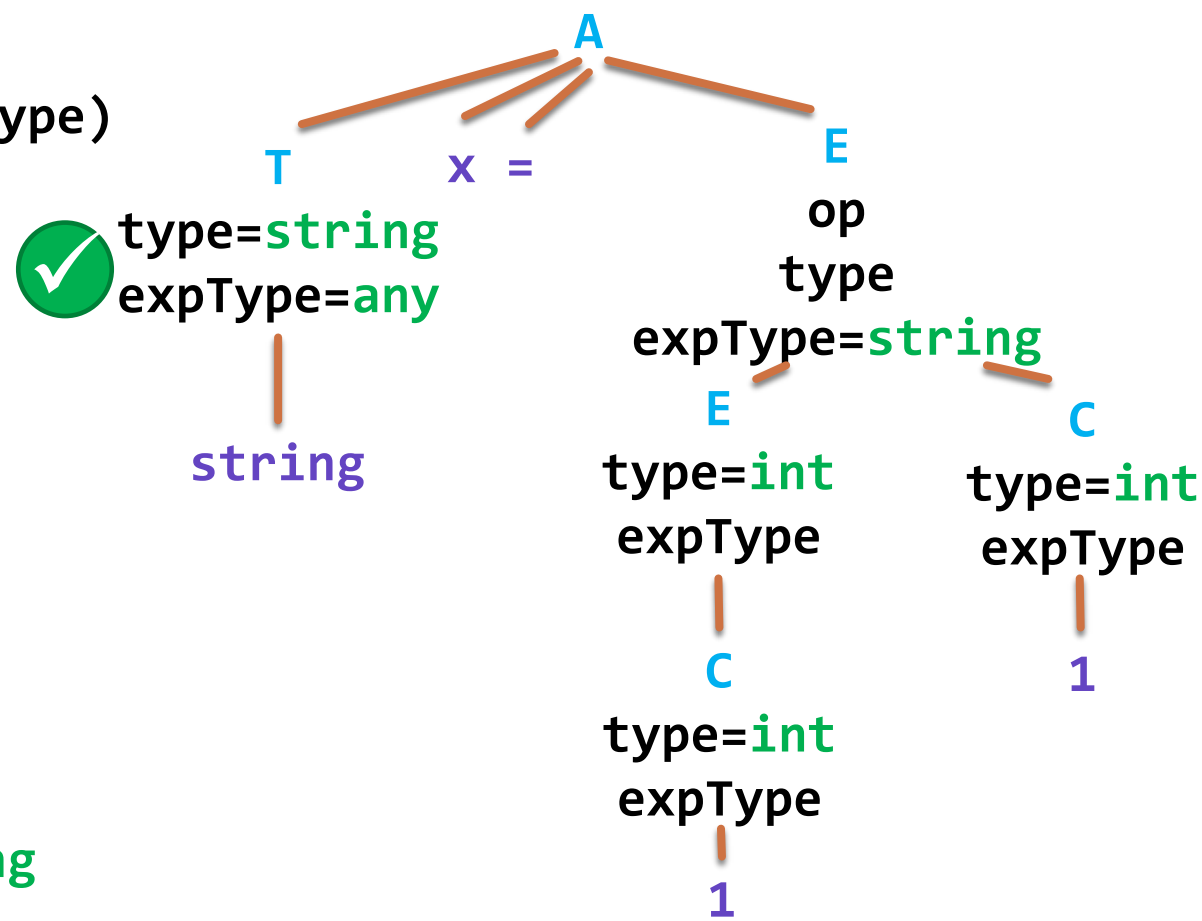 A
ype)
T x = E
type=string op
expType=any type
expType=string
string E C
type=int type=int
expType expType
C 1
type=int
expType
g
1